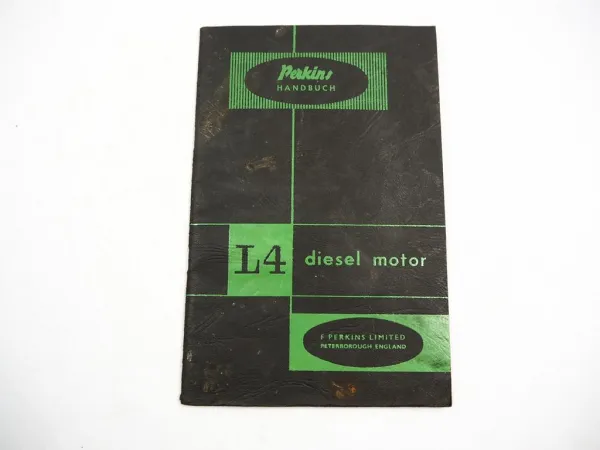 Perkins
HANDBUCH
L4 diesel motor
F PERKINS LIMITED
PETERBOROUGH, ENGLAND